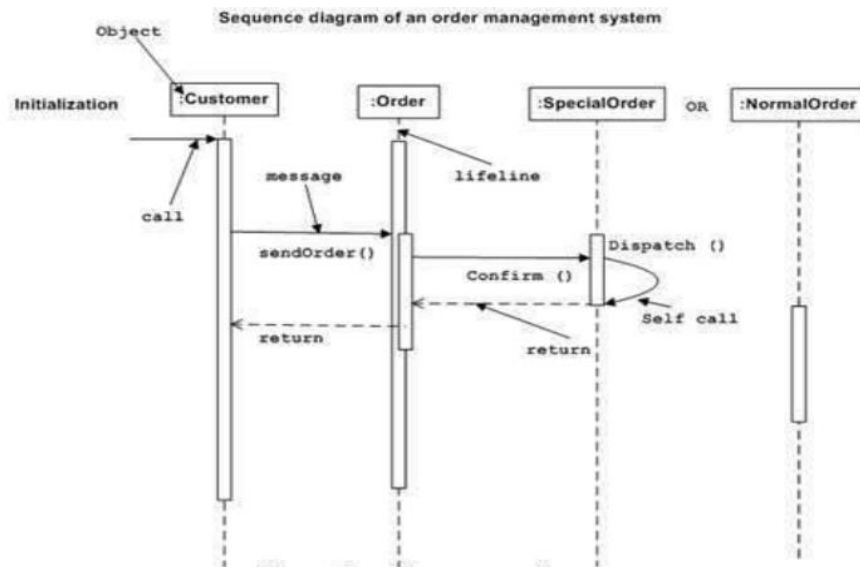 Sequence diagram of an order management system
Object
Initialization
:Customer
:Order
:SpecialOrder OR :NormalOrder
message
lifeline
call
sendOrder()
Dispatch ()
Confirm ()
Self call
return
return